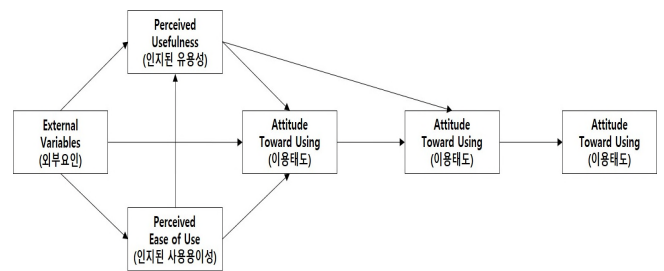 Perceived
Usefulness
(인지된 유용성)
External
Variables
(외부요인)
Attitude
Toward Using
(이용태도)
Attitude
Toward Using
(이용태도)
Attitude
Toward Using
(이용태도)
Perceived
Ease of Use
(인지된 사용용이성)